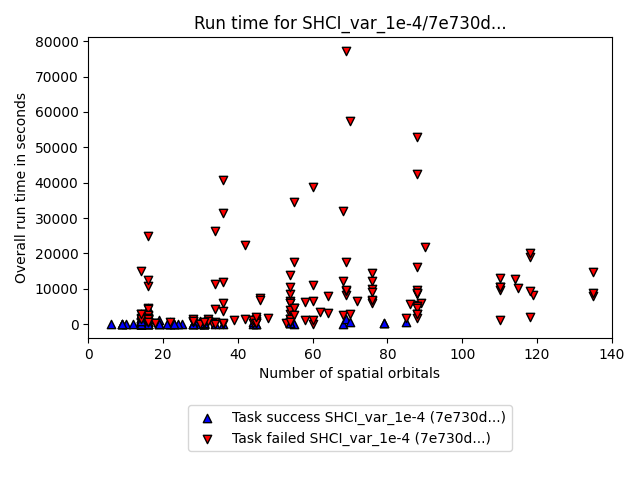 Run time for SHCI_var_1e-4/7e730d...
Overall run time in seconds
80000
70000
60000
50000
40000
30000
20000
10000
0
0 20 40 60 80 100 120 140
Number of spatial orbitals
Task success SHCI_var_1e-4 (7e730d...)
Task failed SHCI_var_1e-4 (7e730d...)